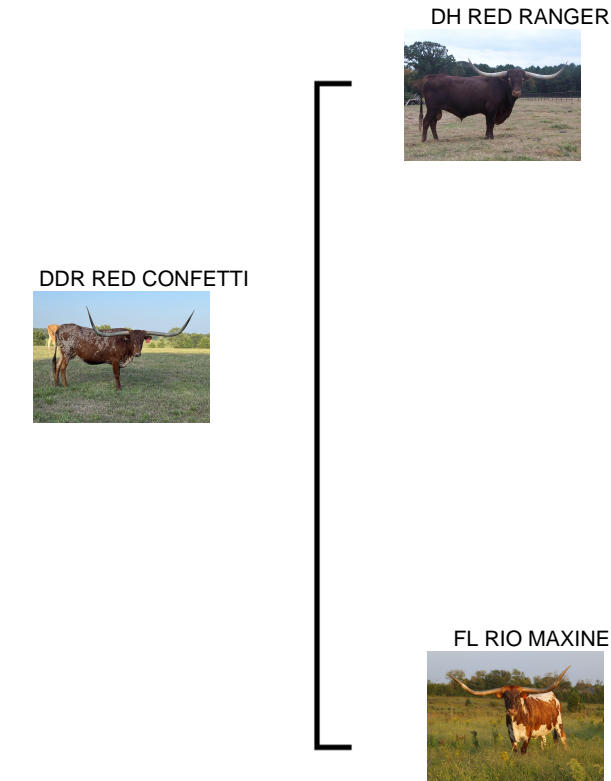 DH RED RANGER
DDR RED CONFETTI
FL RIO MAXINE